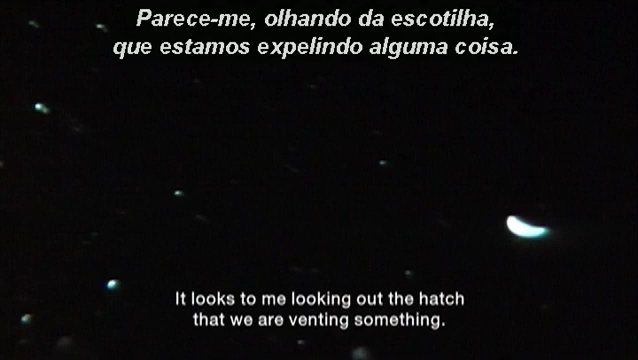 Parece-me, olhando da escotilha,
que estamos expelindo alguma coisa.
It looks to me looking out the hatch
that we are venting something.